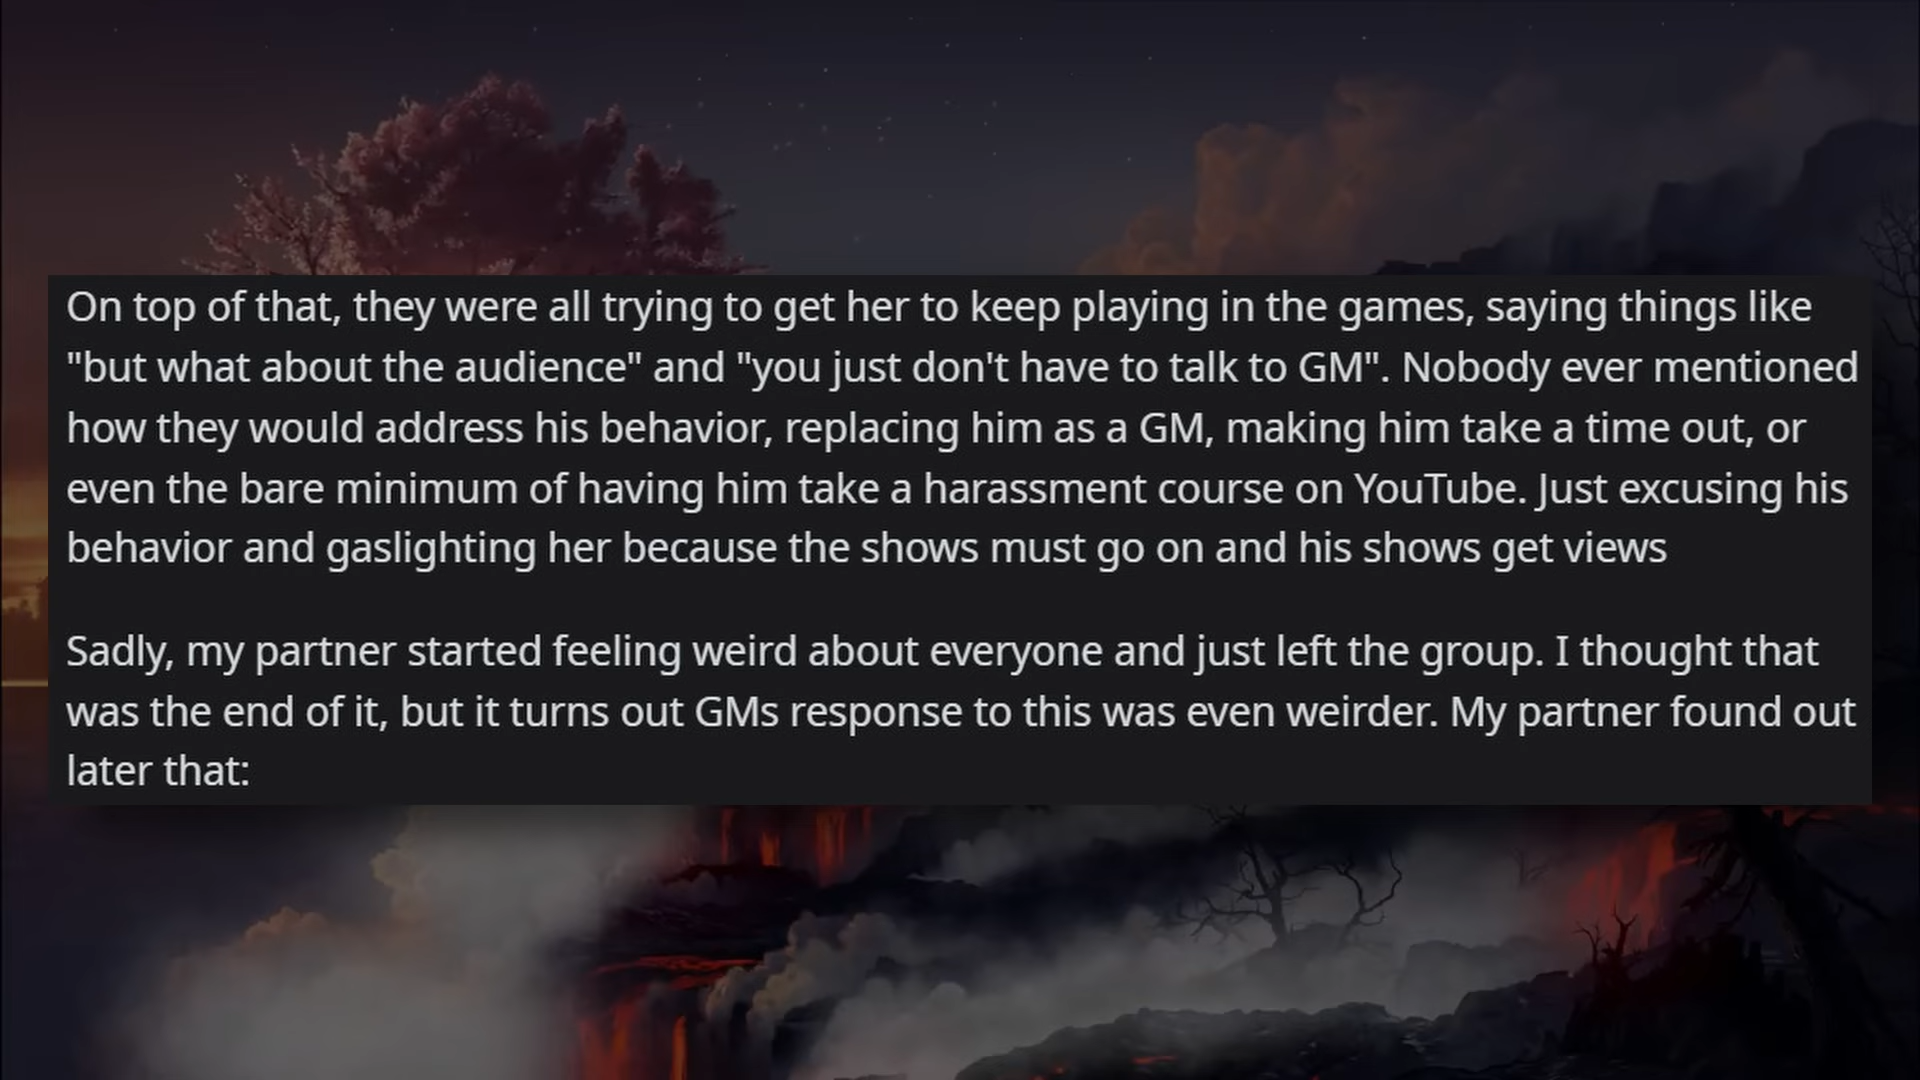 On top of that, they were all trying to get her to keep playing in the games, saying things like
"but what about the audience" and "you just don't have to talk to GM". Nobody ever mentioned
how they would address his behavior, replacing him as a GM, making him take a time out, or
even the bare minimum of having him take a harassment course on YouTube. Just excusing his
behavior and gaslighting her because the shows must go on and his shows get views
Sadly, my partner started feeling weird about everyone and just left the group. I thought that
was the end of it, but it turns out GMs response to this was even weirder. My partner found out
later that: